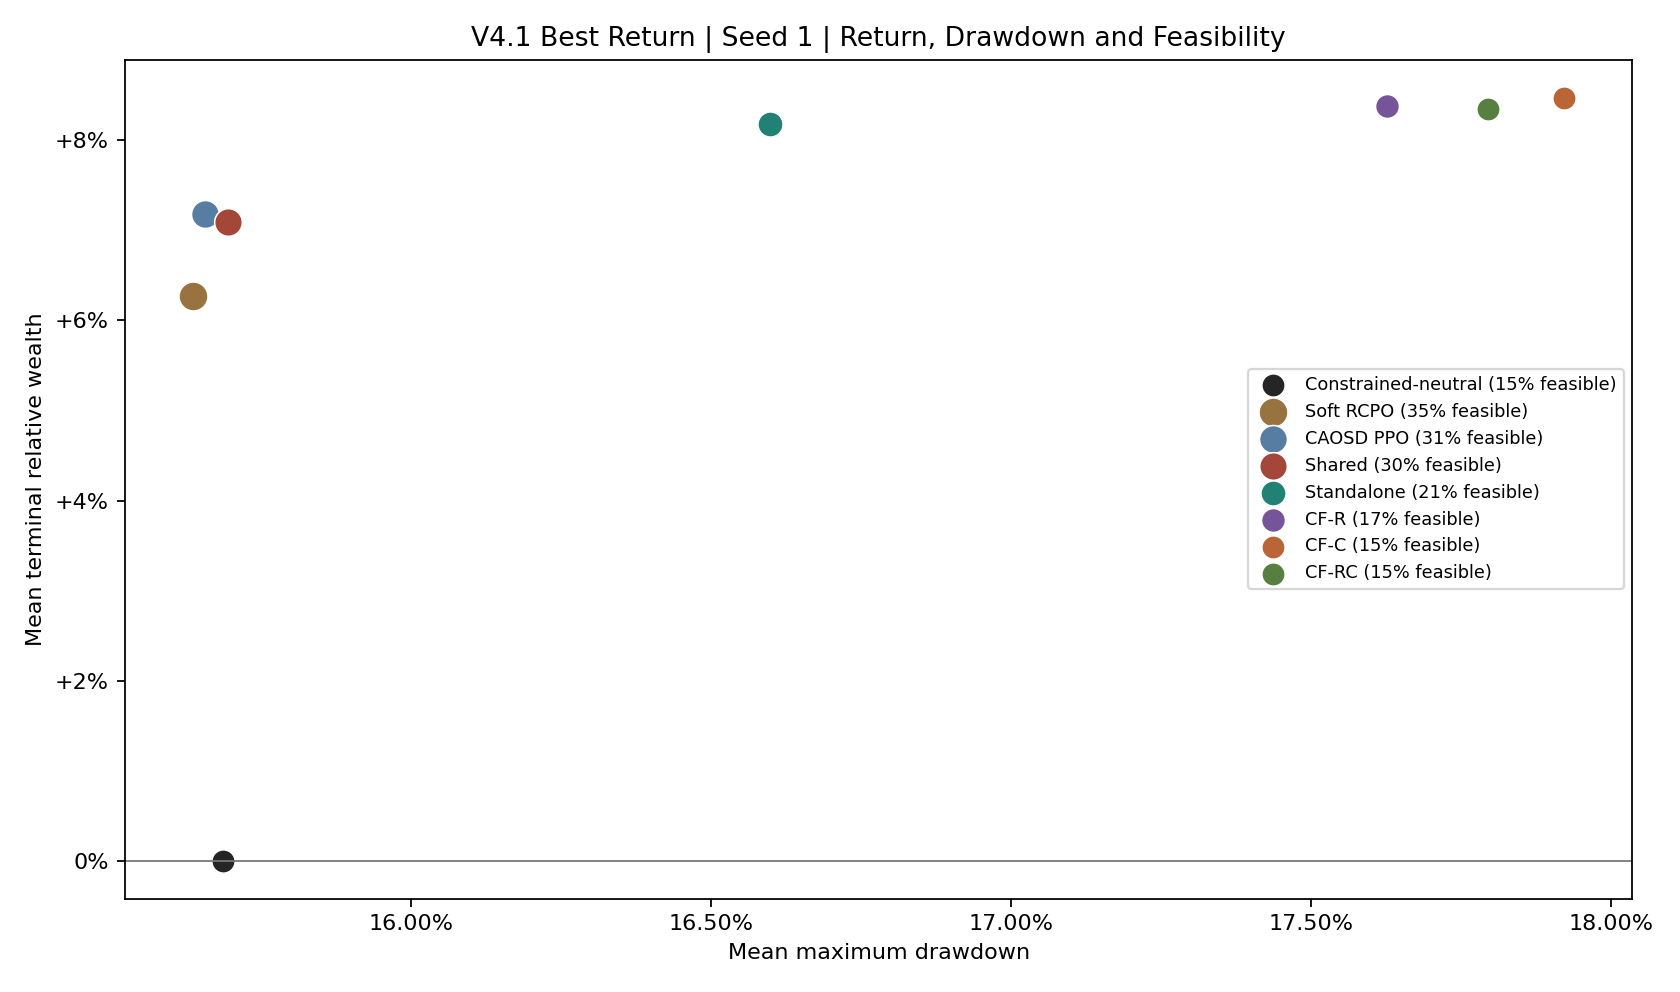 V4.1 Best Return | Seed 1 | Return, Drawdown and Feasibility
Mean terminal relative wealth
+8%
+6%
+4%
+2%
0%
Constrained-neutral (15% feasible)
Soft RCPO (35% feasible)
CAOSD PPO (31% feasible)
Shared (30% feasible)
Standalone (21% feasible)
CF-R (17% feasible)
CF-C (15% feasible)
CF-RC (15% feasible)
16.00%
16.50%
17.00%
17.50%
18.00%
Mean maximum drawdown